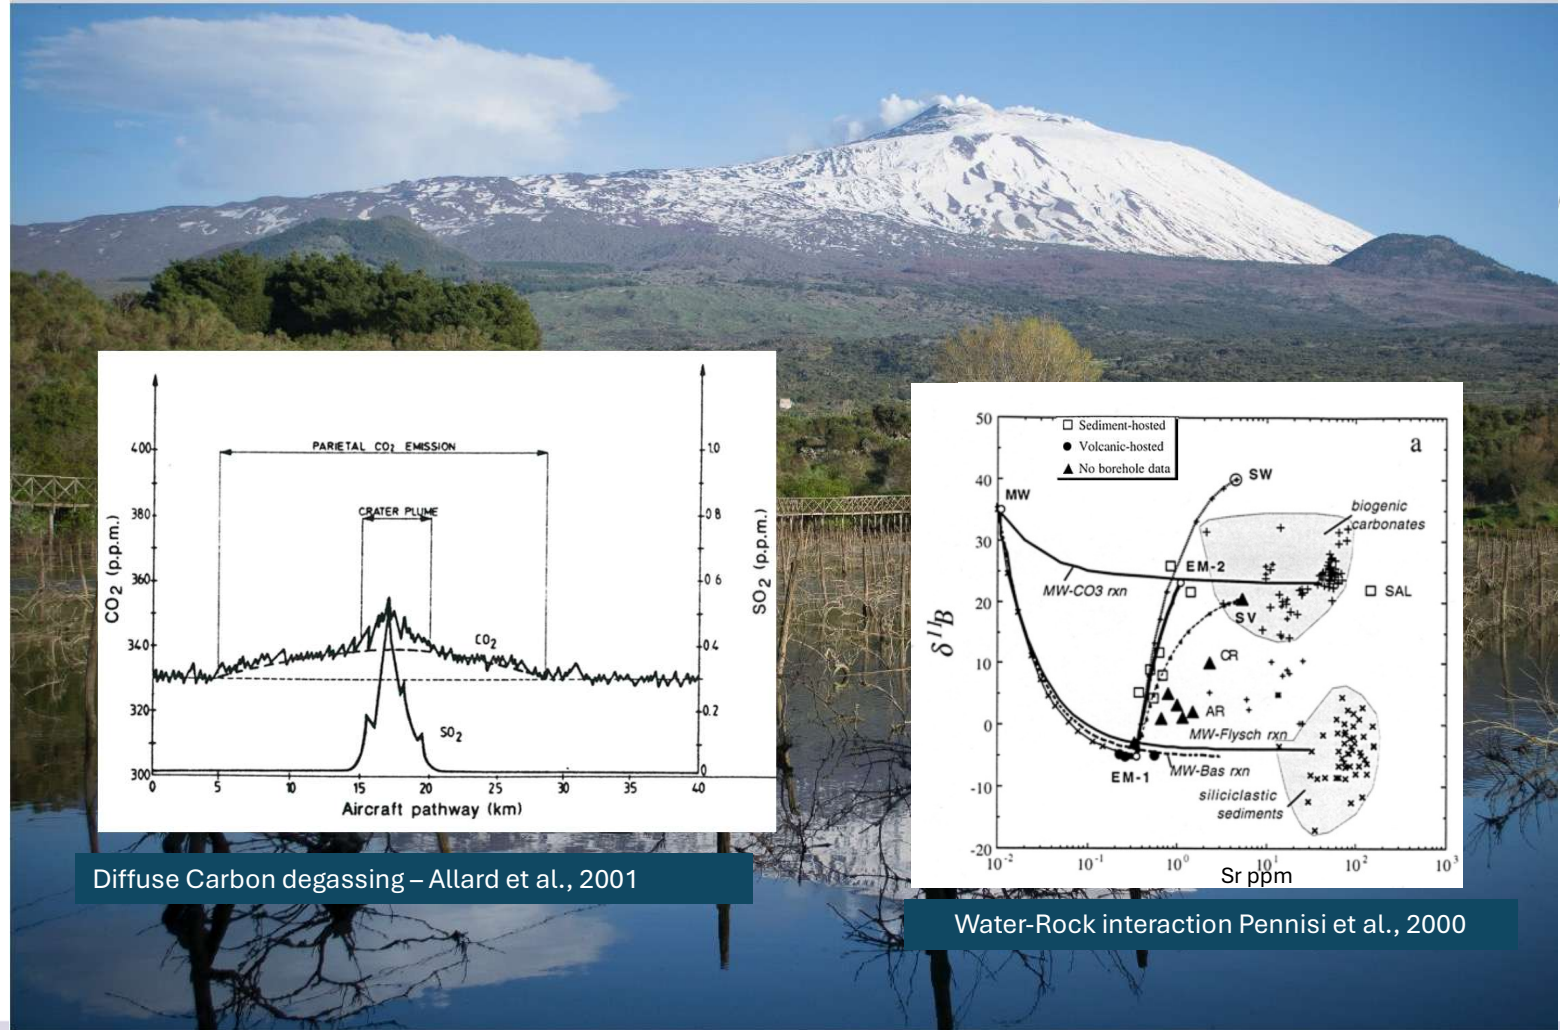 400
380
360
340
320
300
CO₂ (p.p.m.)
PARIETAL CO₂ EMISSION
CRATER PLUME
CO₂
SO₂
1.0
0.8
0.6
0.4
0.2
0
SO₂ (p.p.m.)
0 5 10 15 20 25 30 35 40
Aircraft pathway (km)
Diffuse Carbon degassing – Allard et al., 2001
50
40
30
20
10
0
-10
-20
δ¹¹B
Sediment-hosted
Volcanic-hosted
No borehole data
a
MW
SW
biogenic
carbonates
EM-2
MW-CO3 rxn
SAL
SV
CR
AR
MW-Flysch rxn
MW-Bas rxn
EM-1
siliciclastic
sediments
10⁻² 10⁻¹ 10⁰ 10¹ 10² 10³
Sr ppm
Water-Rock interaction Pennisi et al., 2000